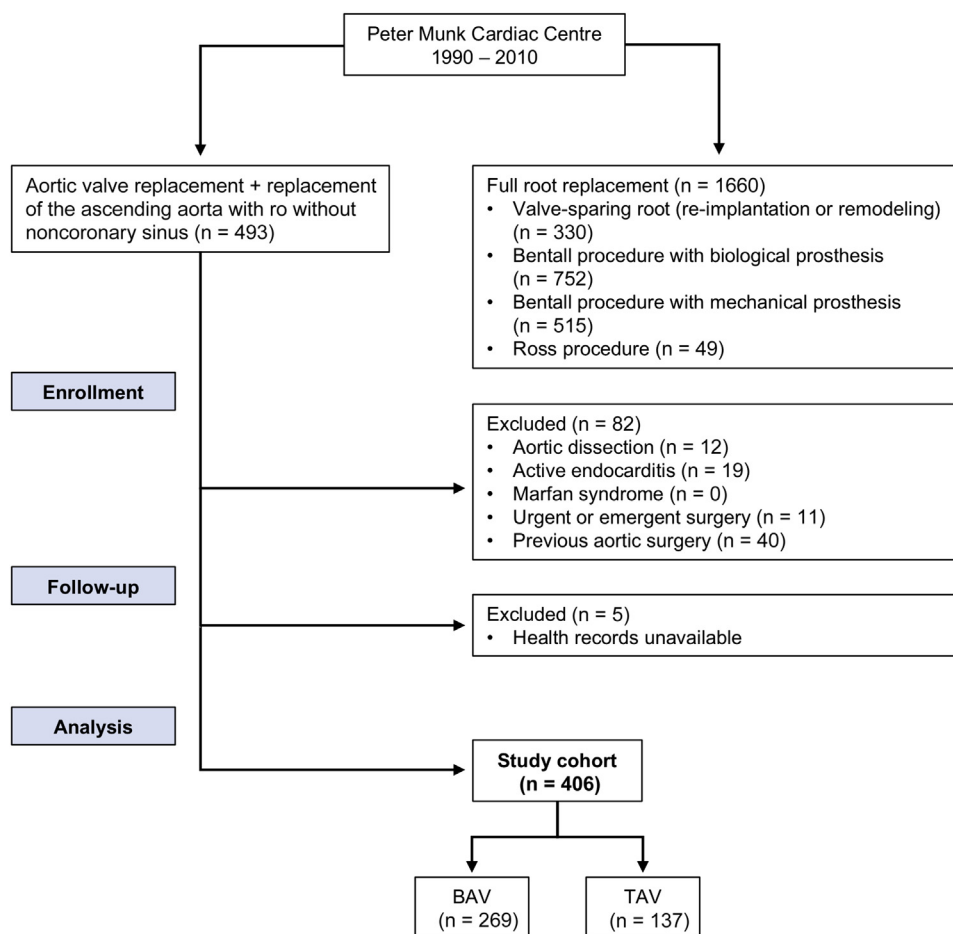 Peter Munk Cardiac Centre
1990 – 2010
Aortic valve replacement + replacement
of the ascending aorta with ro without
noncoronary sinus (n = 493)
Full root replacement (n = 1660)
• Valve-sparing root (re-implantation or remodeling)
(n = 330)
• Bentall procedure with biological prosthesis
(n = 752)
• Bentall procedure with mechanical prosthesis
(n = 515)
• Ross procedure (n = 49)
Enrollment
Excluded (n = 82)
• Aortic dissection (n = 12)
• Active endocarditis (n = 19)
• Marfan syndrome (n = 0)
• Urgent or emergent surgery (n = 11)
• Previous aortic surgery (n = 40)
Follow-up
Excluded (n = 5)
• Health records unavailable
Analysis
Study cohort
(n = 406)
BAV
(n = 269)
TAV
(n = 137)